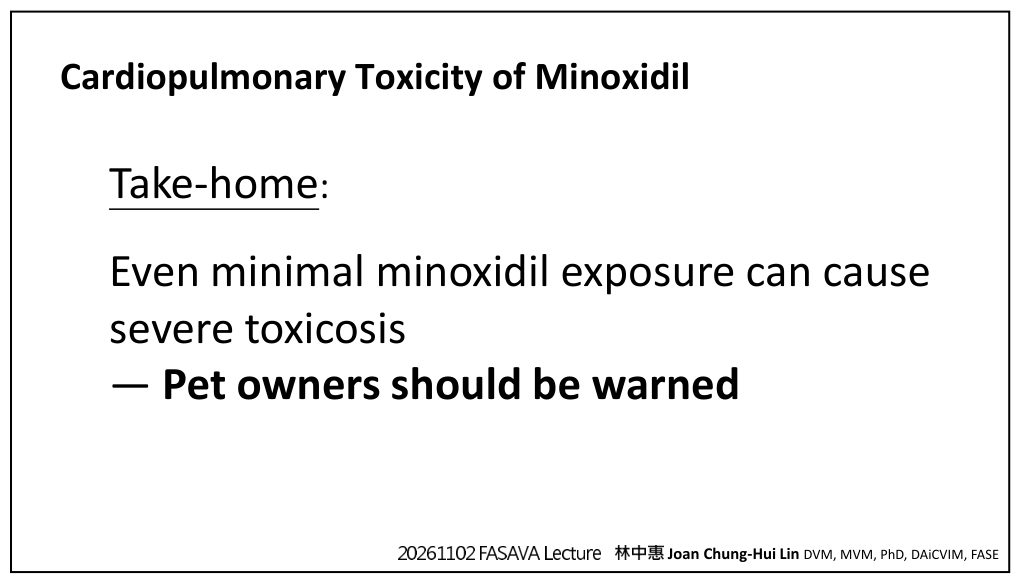 Cardiopulmonary Toxicity of Minoxidil
Take-home:
Even minimal minoxidil exposure can cause
severe toxicosis
— Pet owners should be warned
20261102 FASAVA Lecture 林中惠 Joan Chung-Hui Lin DVM, MVM, PhD, DAiCVIM, FASE